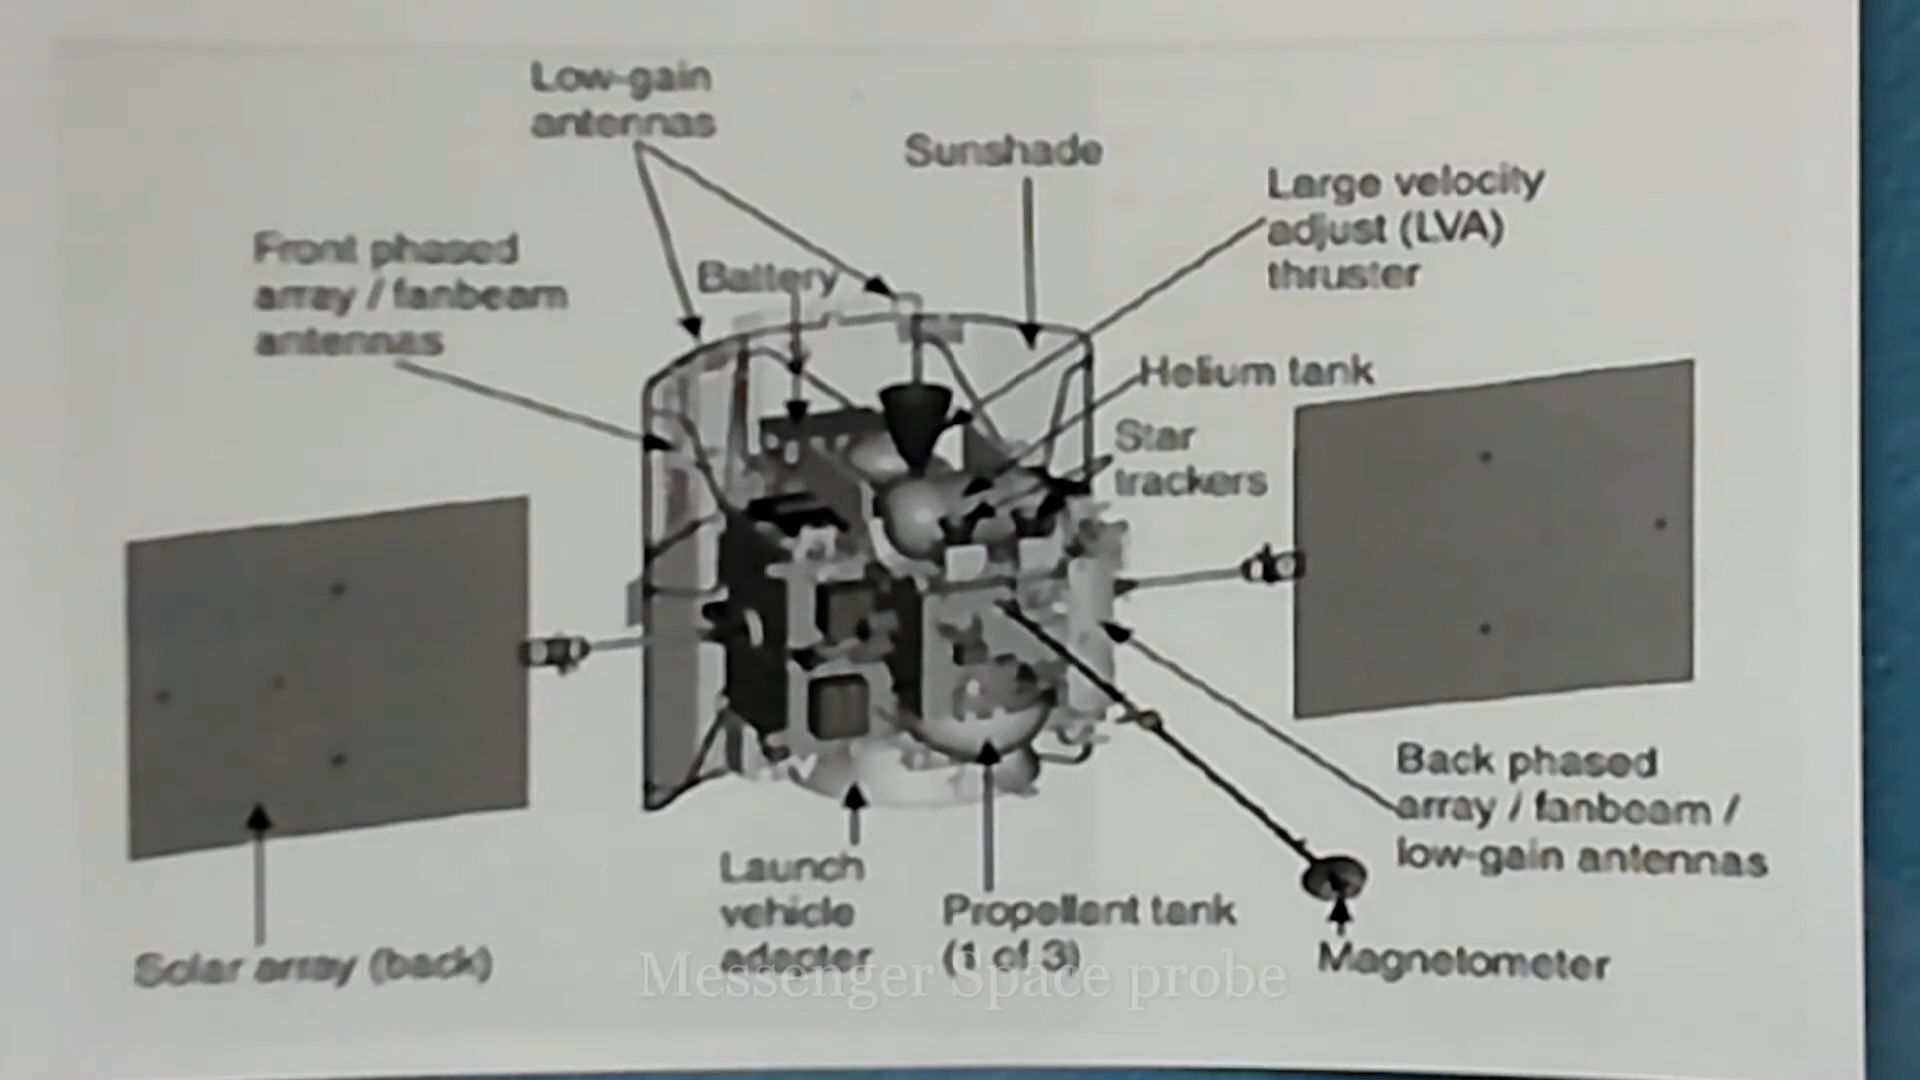 Low-gain
antennas
Sunshade
Large velocity
adjust (LVA)
thruster
Front phased
array / fanbeam
antennas
Battery
Helium tank
Star
trackers
Back phased
array / fanbeam /
low-gain antennas
Launch
vehicle
adapter
Propellant tank
(1 of 3)
Magnetometer
Solar array (back)
Messenger Space probe